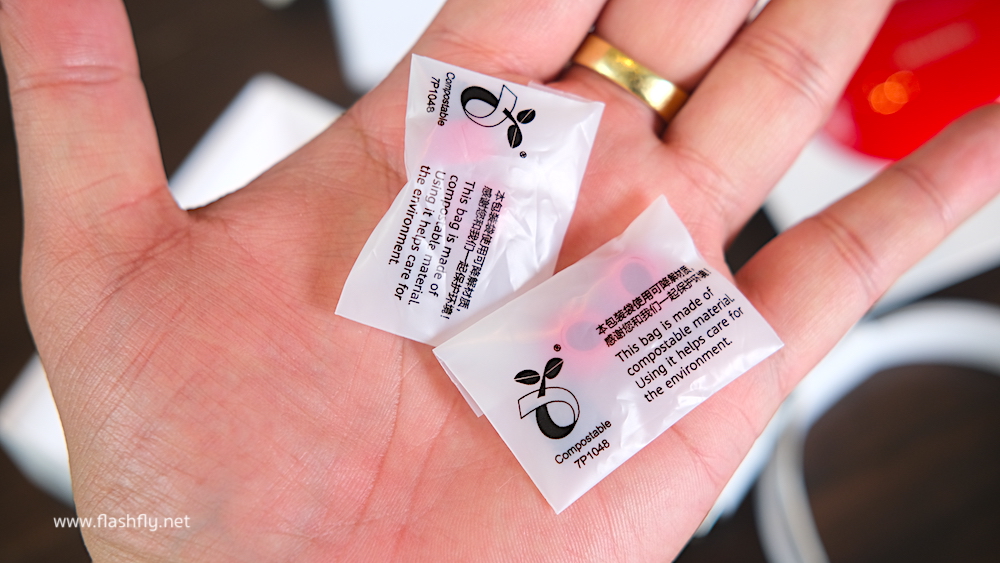 Compostable
7P1048
®
本包装袋使用可降解材质,
感谢您和我们一起保护环境!
This bag is made of
compostable material.
Using it helps care for
the environment.
本包装袋使用可降解材质,
感谢您和我们一起保护环境!
This bag is made of
compostable material.
Using it helps care for
the environment.
®
Compostable
7P1048
www.flashfly.net